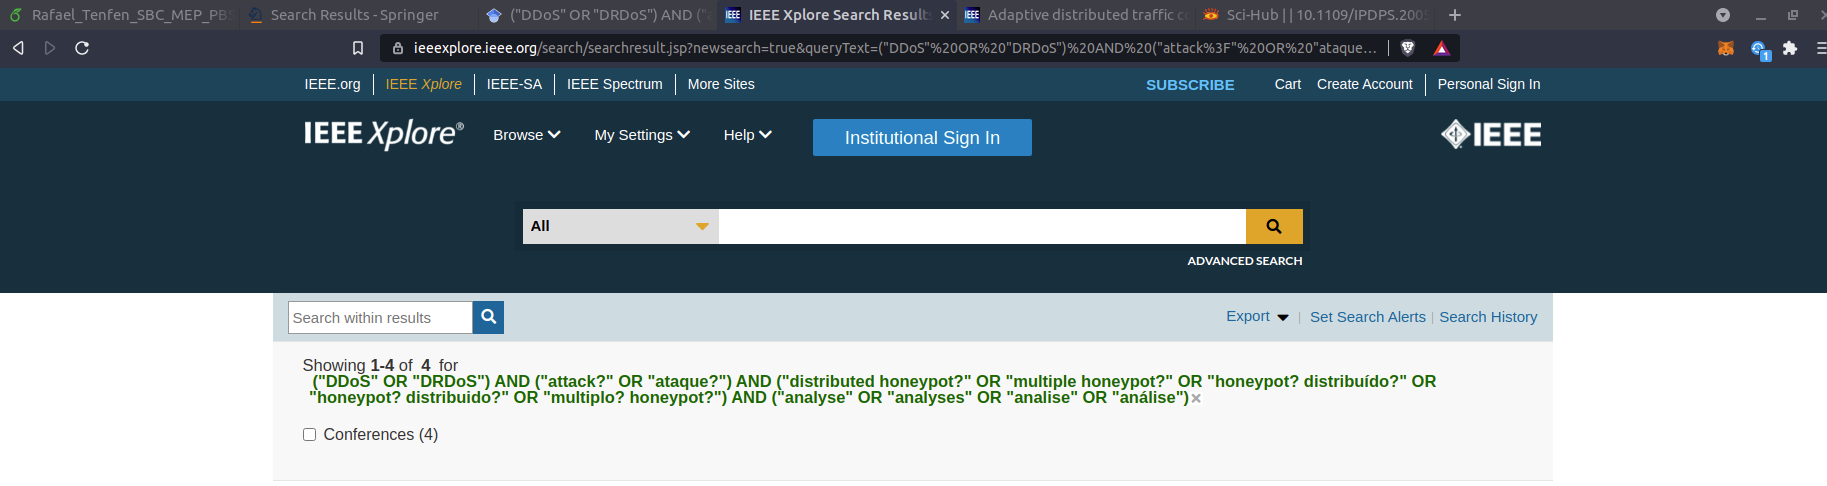 Rafael_Tenfen_SBC_MEP_PBS
Search Results - Springer
("DDoS" OR "DRDoS") AND ("a
IEEE Xplore Search Results
Adaptive distributed traffic co
Sci-Hub | | 10.1109/IPDPS.2005
ieeexplore.ieee.org/search/searchresult.jsp?newsearch=true&queryText=("DDoS"%20OR%20"DRDoS")%20AND%20("attack%3F"%20OR%20"ataque...
1
IEEE.org IEEE Xplore IEEE-SA IEEE Spectrum More Sites SUBSCRIBE Cart Create Account Personal Sign In
IEEE Xplore® Browse My Settings Help Institutional Sign In IEEE
All
ADVANCED SEARCH
Search within results Export | Set Search Alerts | Search History
Showing 1-4 of 4 for
("DDoS" OR "DRDoS") AND ("attack?" OR "ataque?") AND ("distributed honeypot?" OR "multiple honeypot?" OR "honeypot? distribuído?" OR
"honeypot? distribuido?" OR "multiplo? honeypot?") AND ("analyse" OR "analyses" OR "analise" OR "análise")×
Conferences (4)